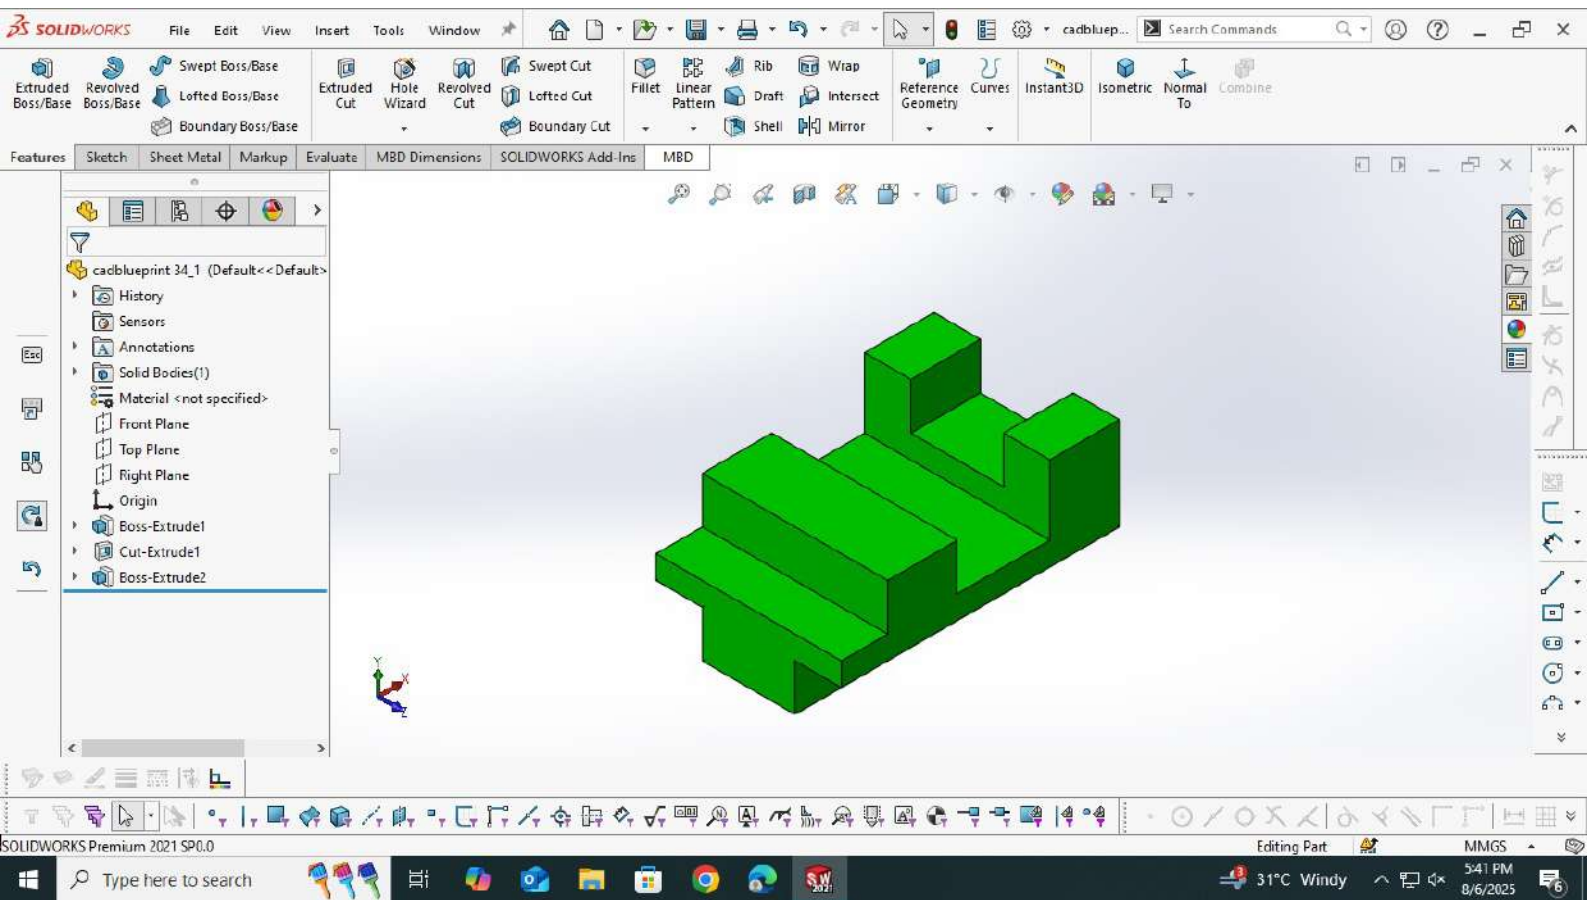 SOLIDWORKS File Edit View Insert Tools Window cadbluep... Search Commands
Extruded Boss/Base
Revolved Boss/Base
Swept Boss/Base
Lofted Boss/Base
Boundary Boss/Base
Extruded Cut
Hole Wizard
Revolved Cut
Swept Cut
Lofted Cut
Boundary Cut
Fillet
Linear Pattern
Rib
Draft
Shell
Wrap
Intersect
Mirror
Reference Geometry
Curves
Instant3D
Isometric
Normal To
Combine
Features Sketch Sheet Metal Markup Evaluate MBD Dimensions SOLIDWORKS Add-Ins MBD
cadblueprint 34_1 (Default<<Default>
History
Sensors
Annotations
Solid Bodies(1)
Material <not specified>
Front Plane
Top Plane
Right Plane
Origin
Boss-Extrude1
Cut-Extrude1
Boss-Extrude2
Esc
Y
X
Z
SOLIDWORKS Premium 2021 SP0.0 Editing Part MMGS
Type here to search
SW 2021
3
31°C Windy
5:41 PM
8/6/2025
6